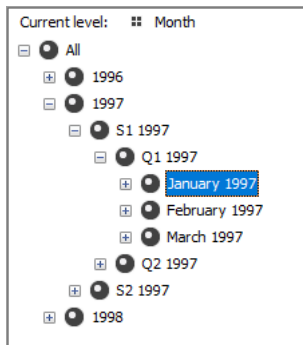 Current level: Month
All
1996
1997
S1 1997
Q1 1997
January 1997
February 1997
March 1997
Q2 1997
S2 1997
1998